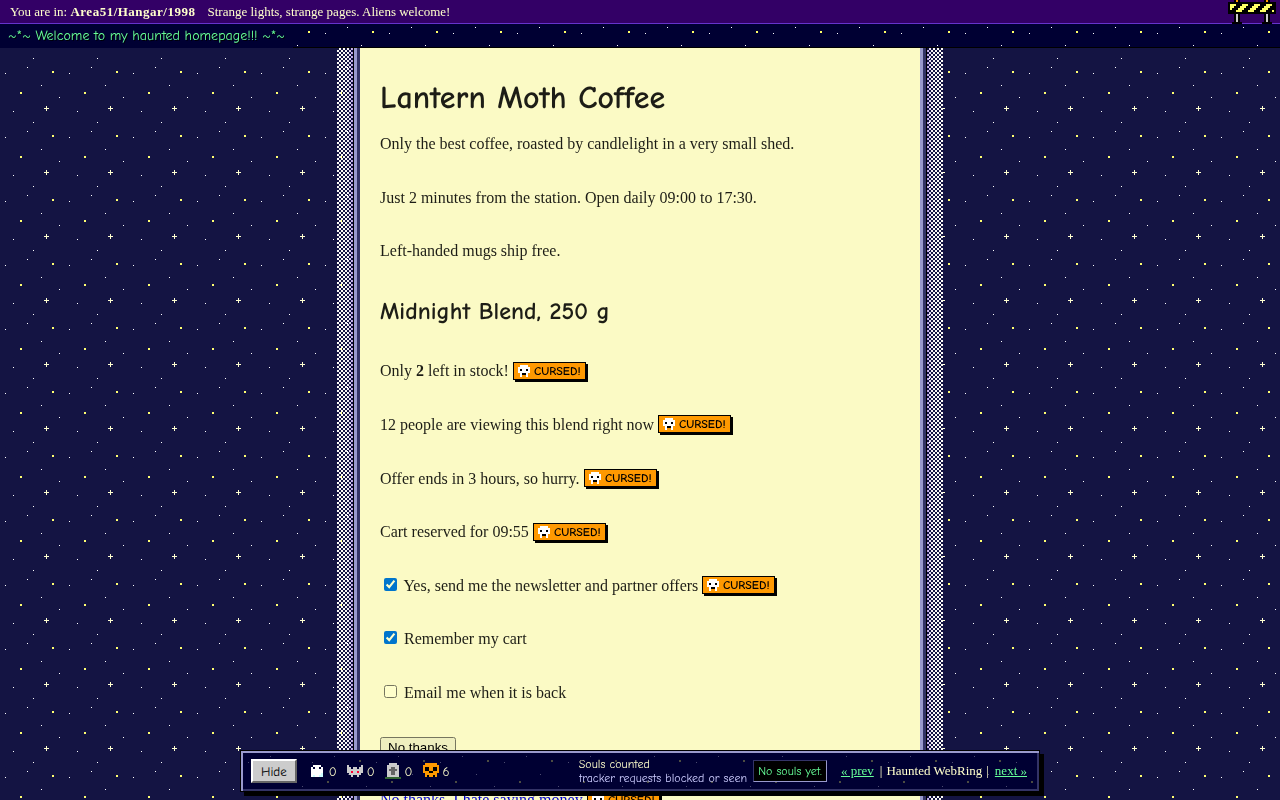 You are in: Area51/Hangar/1998 Strange lights, strange pages. Aliens welcome!
~*~ Welcome to my haunted homepage!!! ~*~
Lantern Moth Coffee
Only the best coffee, roasted by candlelight in a very small shed.
Just 2 minutes from the station. Open daily 09:00 to 17:30.
Left-handed mugs ship free.
Midnight Blend, 250 g
Only 2 left in stock! CURSED!
12 people are viewing this blend right now CURSED!
Offer ends in 3 hours, so hurry. CURSED!
Cart reserved for 09:55 CURSED!
Yes, send me the newsletter and partner offers CURSED!
Remember my cart
Email me when it is back
No thanks
Hide 0 0 0 6 Souls counted
tracker requests blocked or seen No souls yet. « prev | Haunted WebRing | next »
No thanks, I hate saving money CURSED!